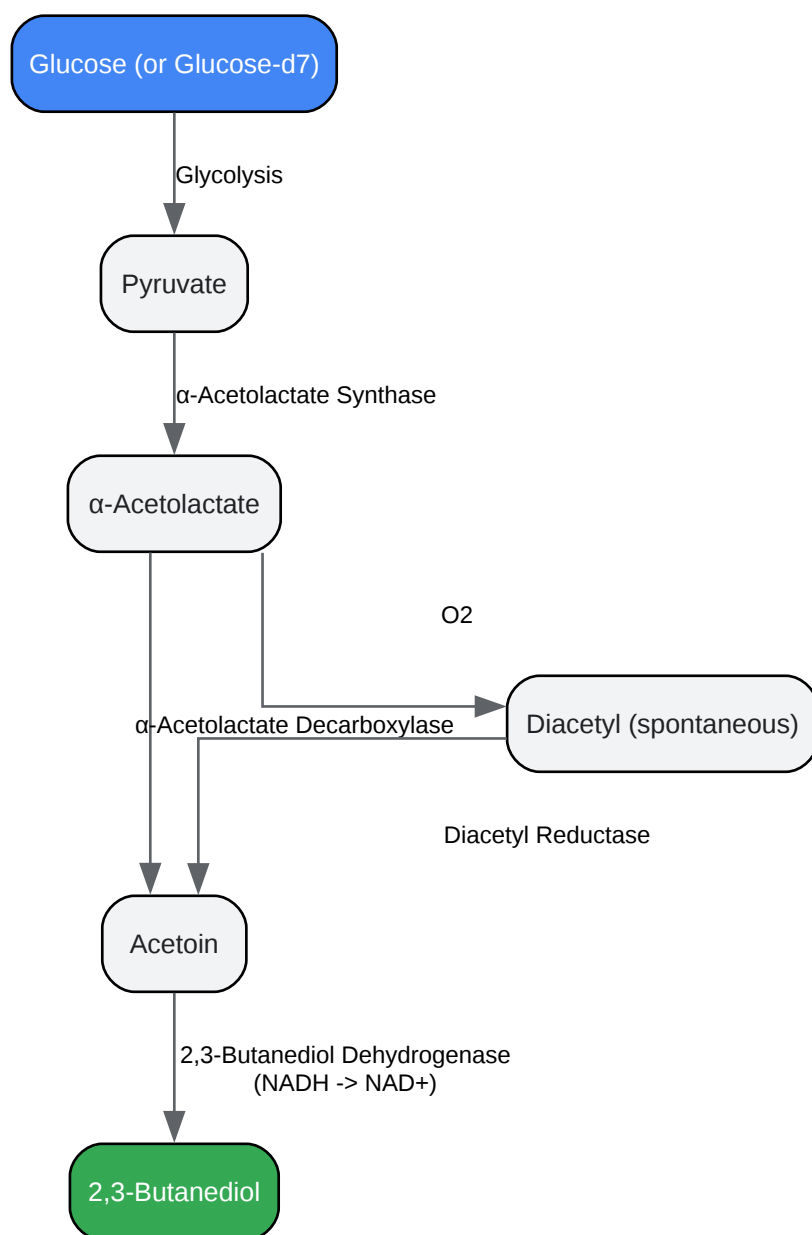 Glucose (or Glucose-d7)
Glycolysis
Pyruvate
α-Acetolactate Synthase
α-Acetolactate
O2
Diacetyl (spontaneous)
α-Acetolactate Decarboxylase
Diacetyl Reductase
Acetoin
2,3-Butanediol Dehydrogenase
(NADH -> NAD+)
2,3-Butanediol